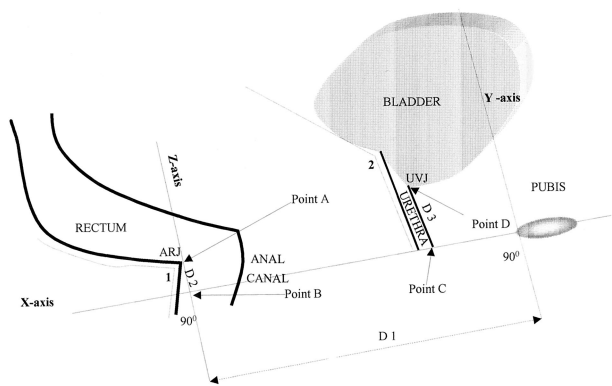 BLADDER
Y -axis
Z-axis
2
UVJ
URETHRA
D 3
PUBIS
Point A
Point D
RECTUM
ARJ
ANAL
CANAL
1
D 2
Point B
Point C
X-axis
90⁰
90⁰
D 1